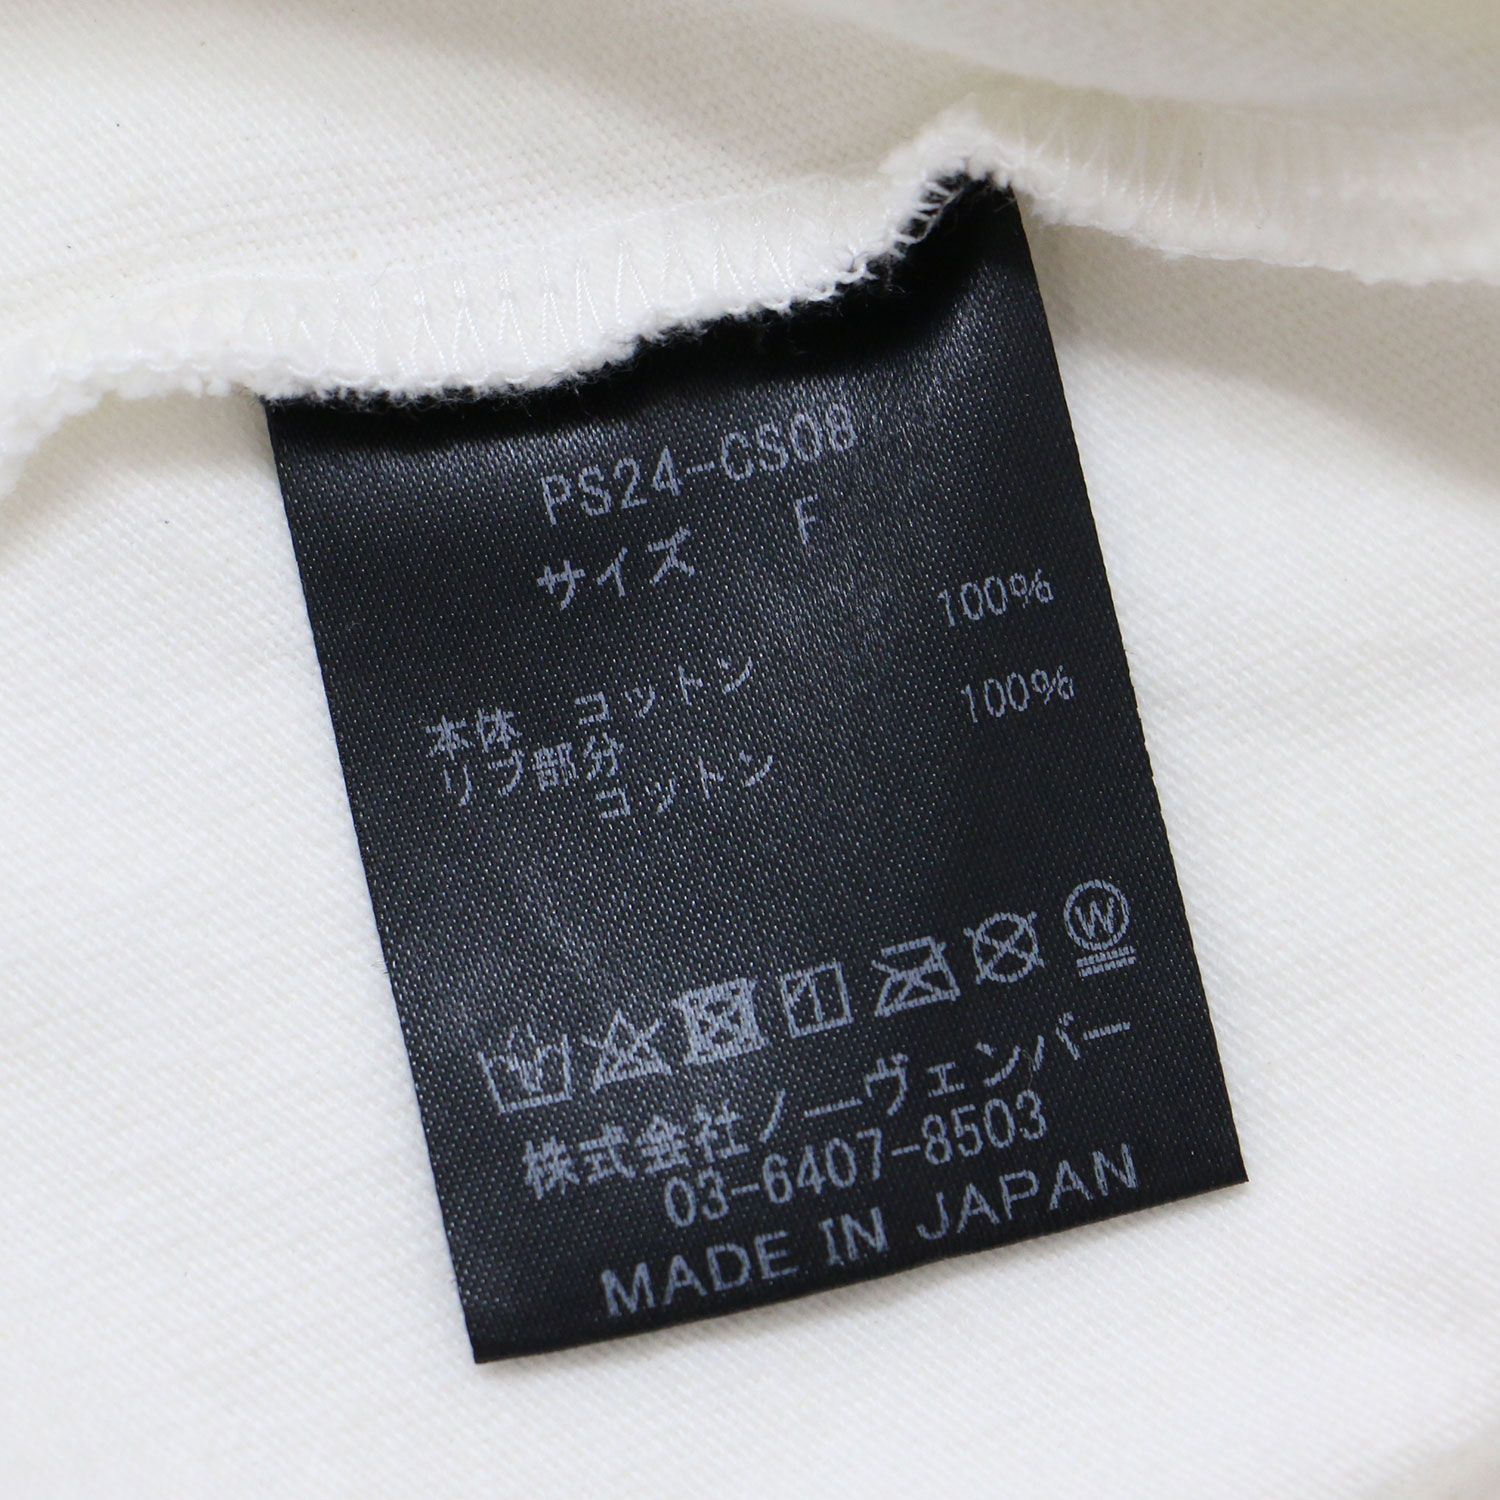 PS24-CS08
サイズ F
本体 コットン 100%
リブ部分
コットン 100%
W
株式会社ノーヴェンバー
03-6407-8503
MADE IN JAPAN